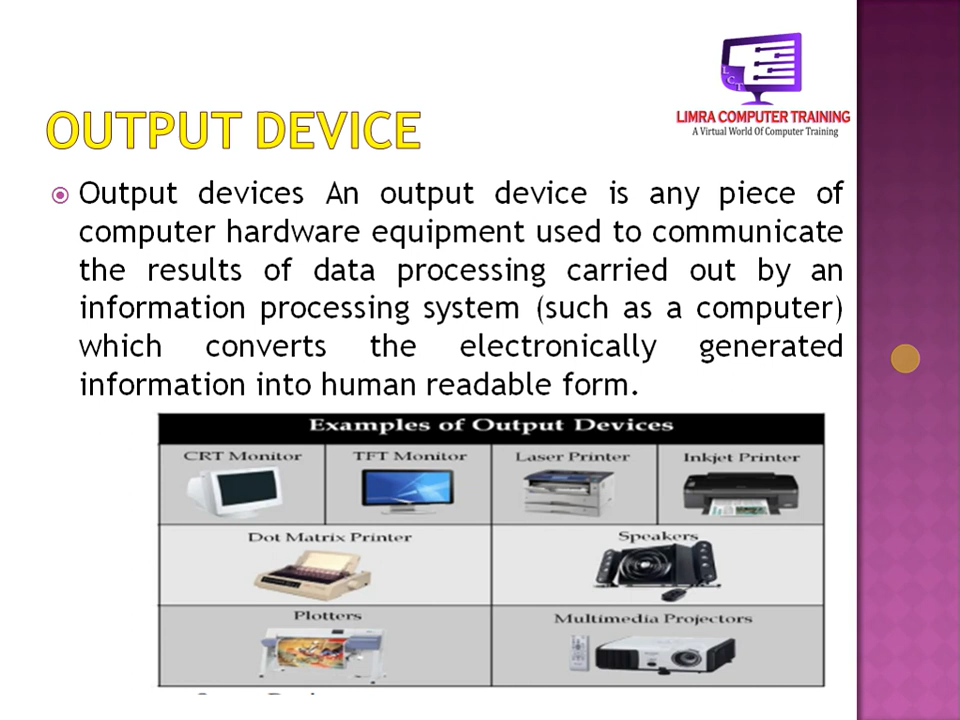 L
C
T
LIMRA COMPUTER TRAINING
A Virtual World Of Computer Training
OUTPUT DEVICE
Output devices An output device is any piece of
computer hardware equipment used to communicate
the results of data processing carried out by an
information processing system (such as a computer)
which converts the electronically generated
information into human readable form.
Examples of Output Devices
CRT Monitor TFT Monitor Laser Printer Inkjet Printer
Dot Matrix Printer Speakers
Plotters Multimedia Projectors